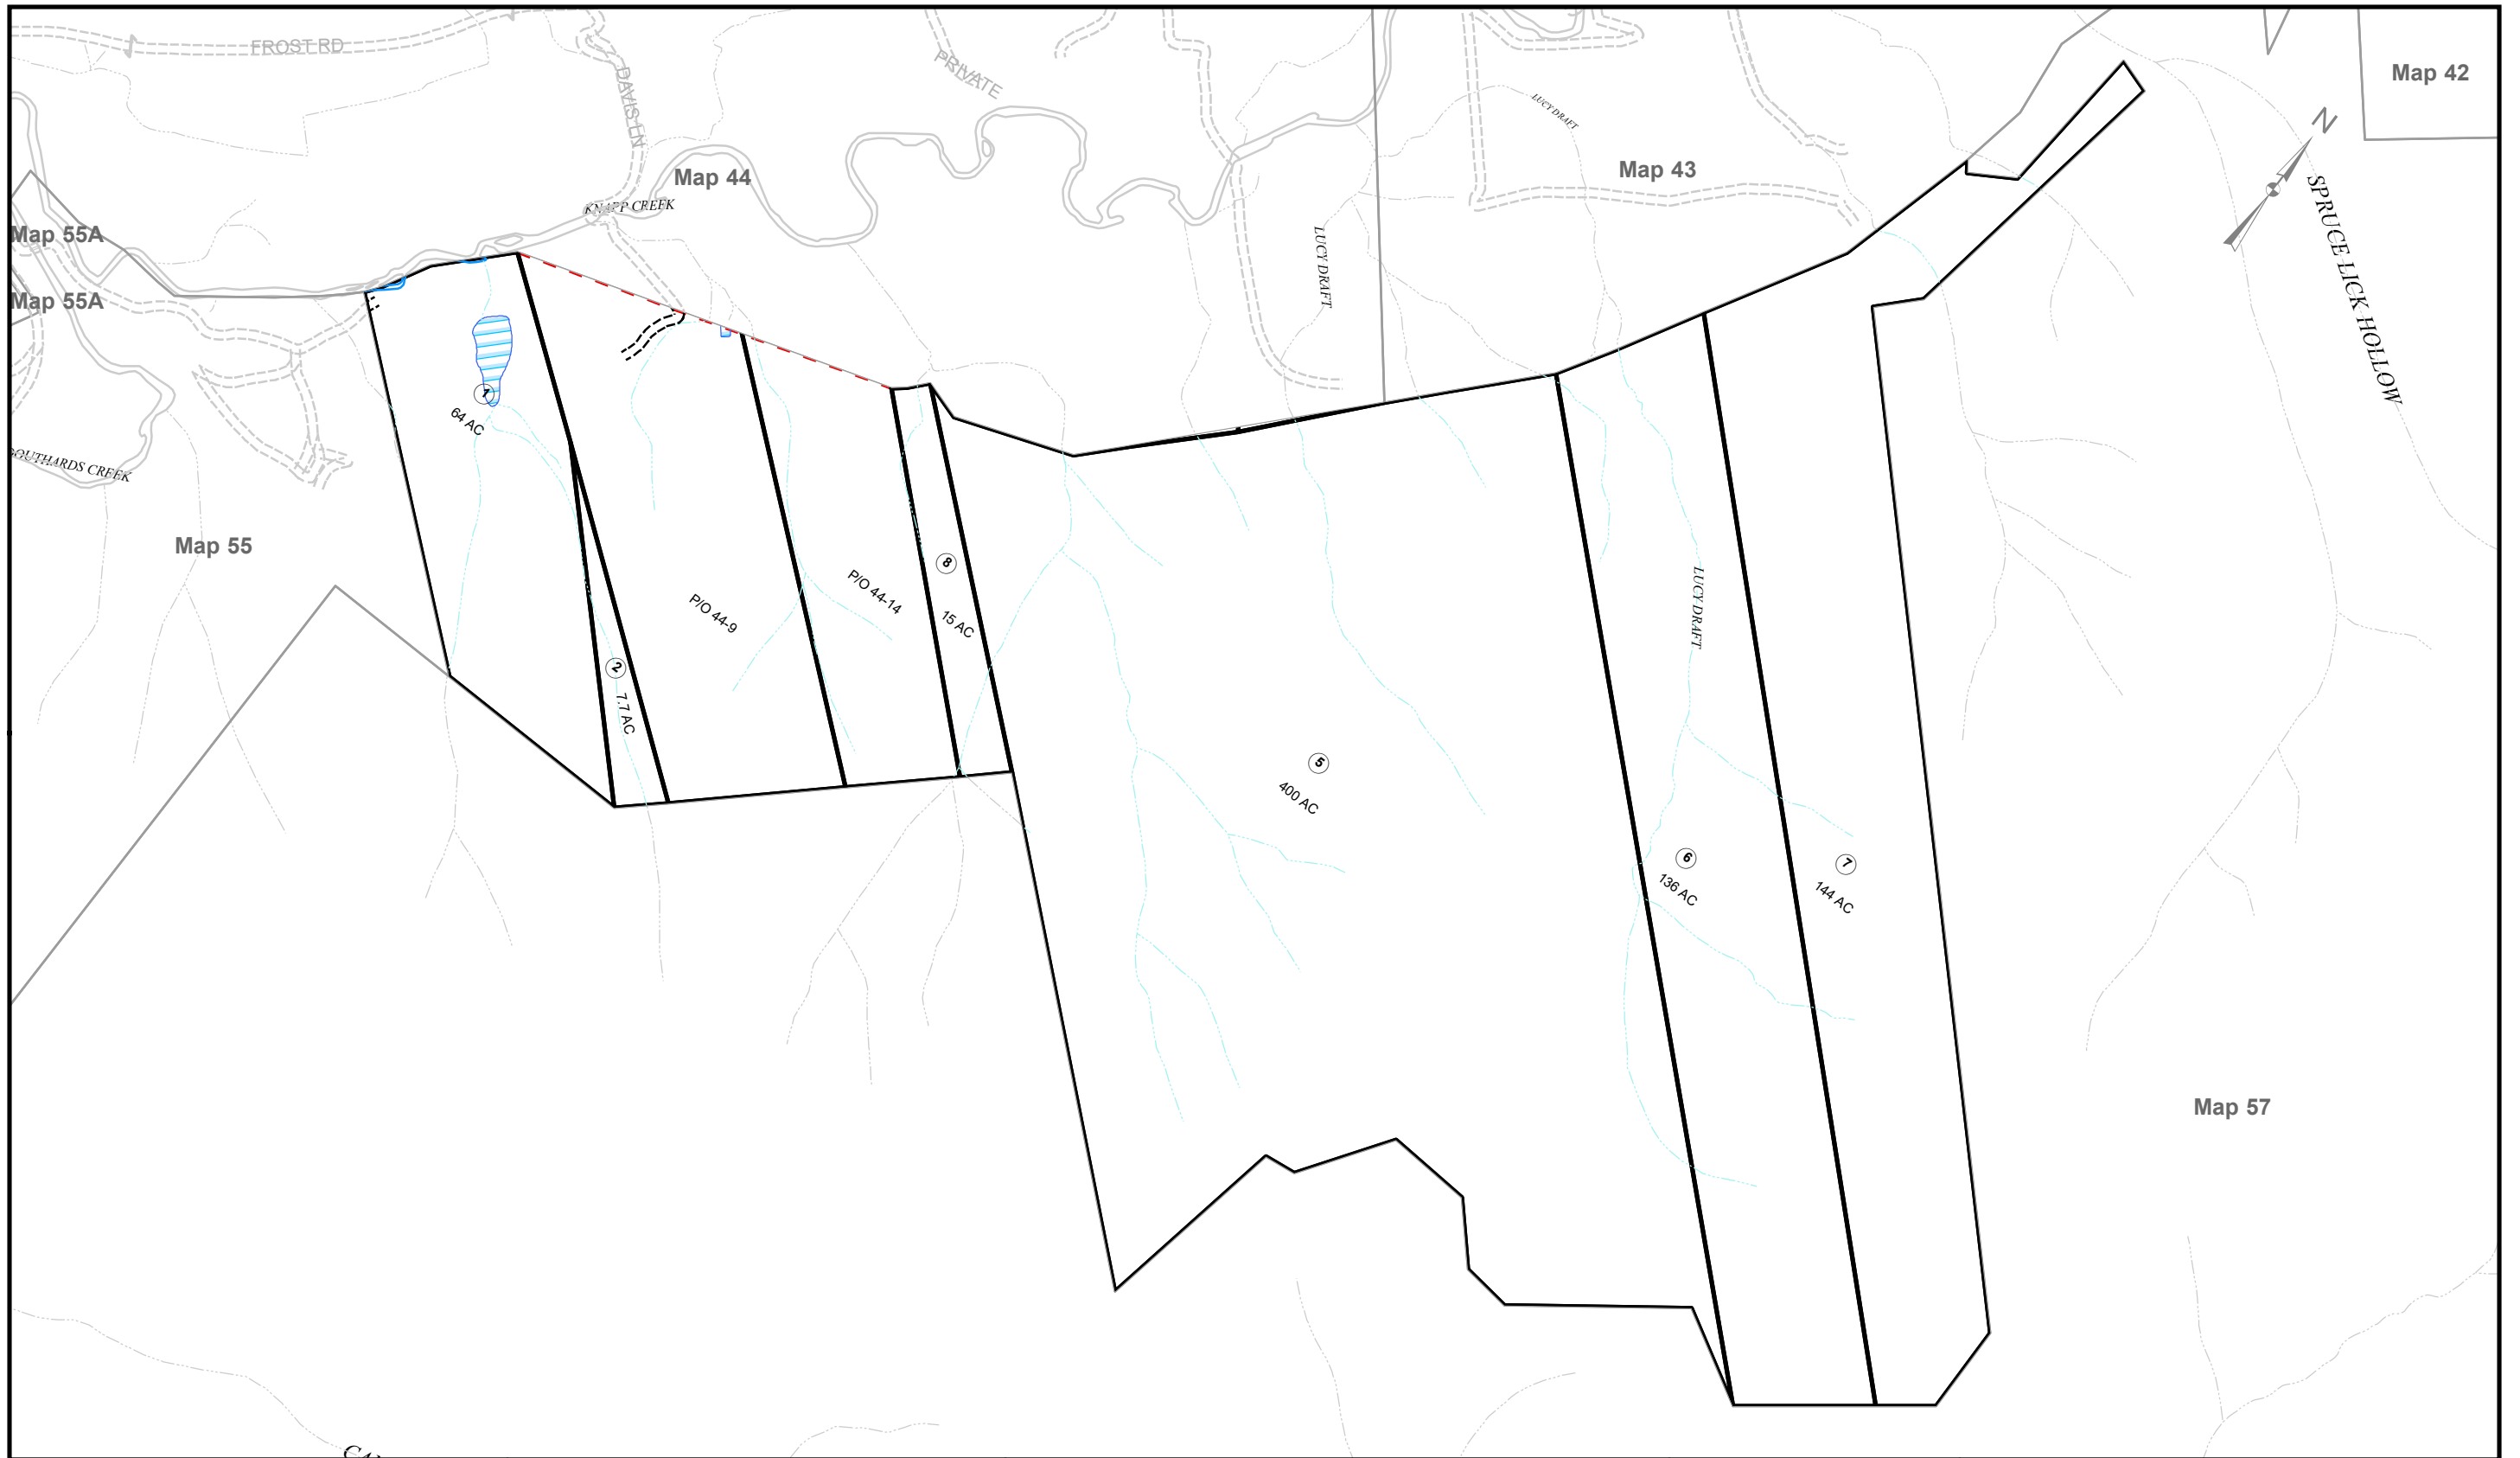 FROST RD
DAVIS LN
PRIVATE
LUCY DRAFT
Map 42
N
Map 43
Map 44
KNAPP CREEK
SPRUCE LICK HOLLOW
Map 55A
LUCY DRAFT
Map 55A
1
64 AC
Map 55
P/O 44-9
P/O 44-14
8
15 AC
LUCY DRAFT
2
7.7 AC
5
400 AC
6
136 AC
7
144 AC
Map 57